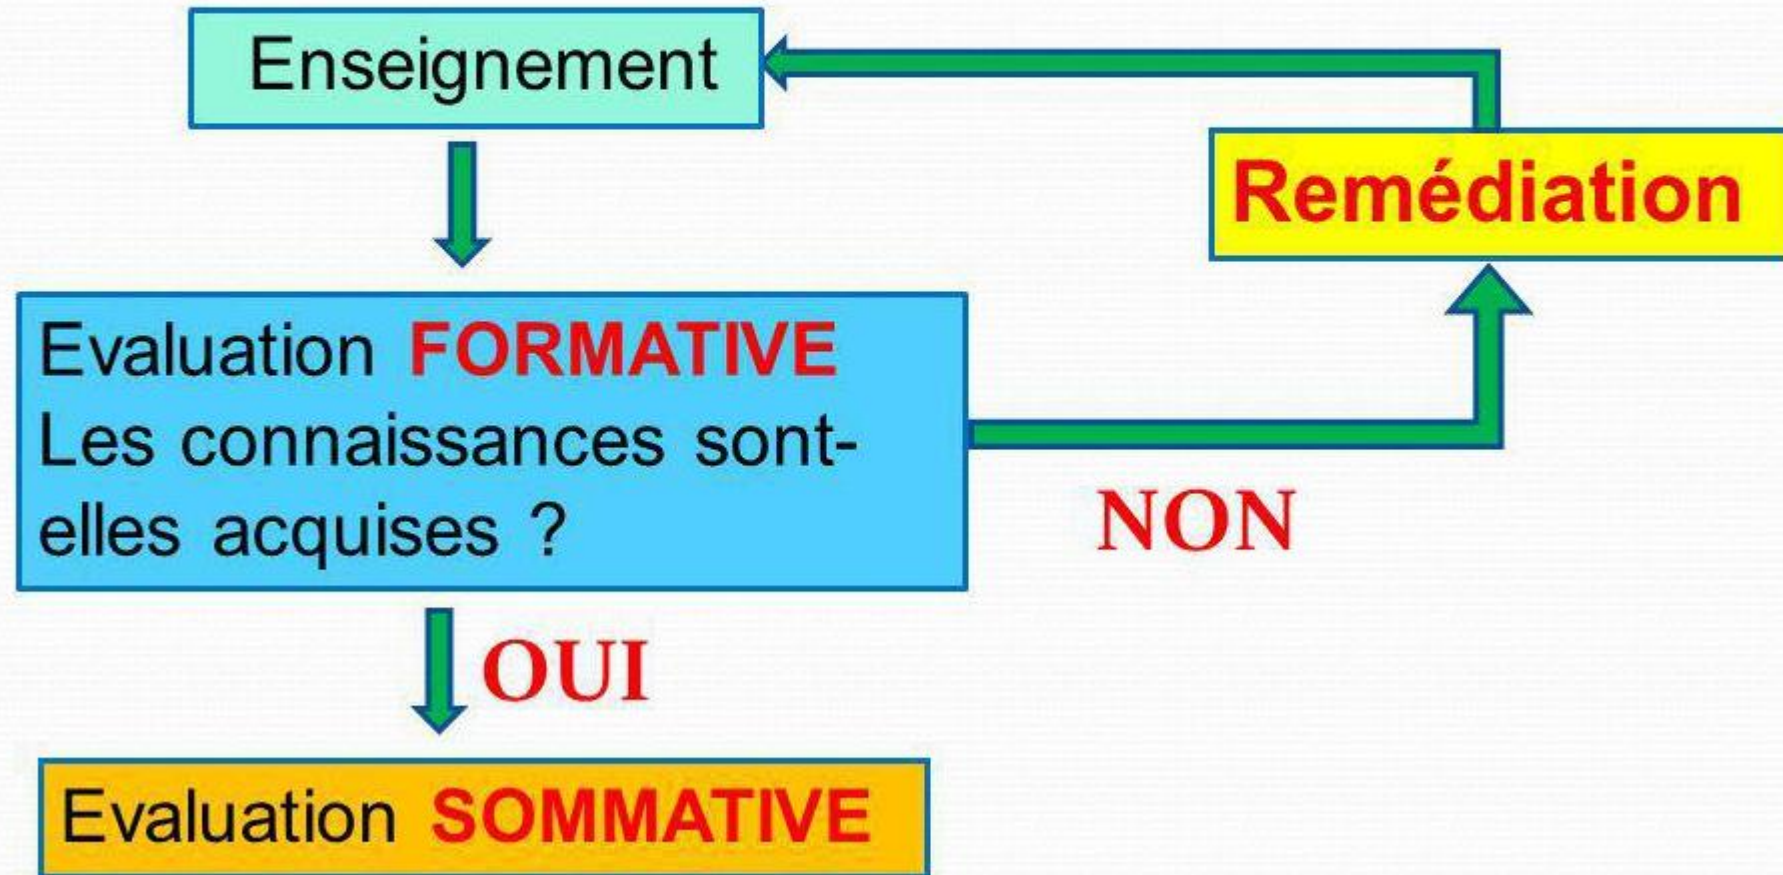 Enseignement
Remédiation
Evaluation FORMATIVE
Les connaissances sont-
elles acquises ?
NON
OUI
Evaluation SOMMATIVE